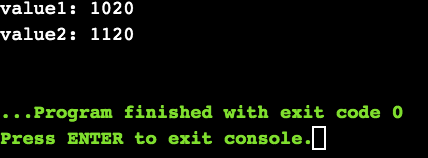 value1: 1020
value2: 1120
...Program finished with exit code 0
Press ENTER to exit console.